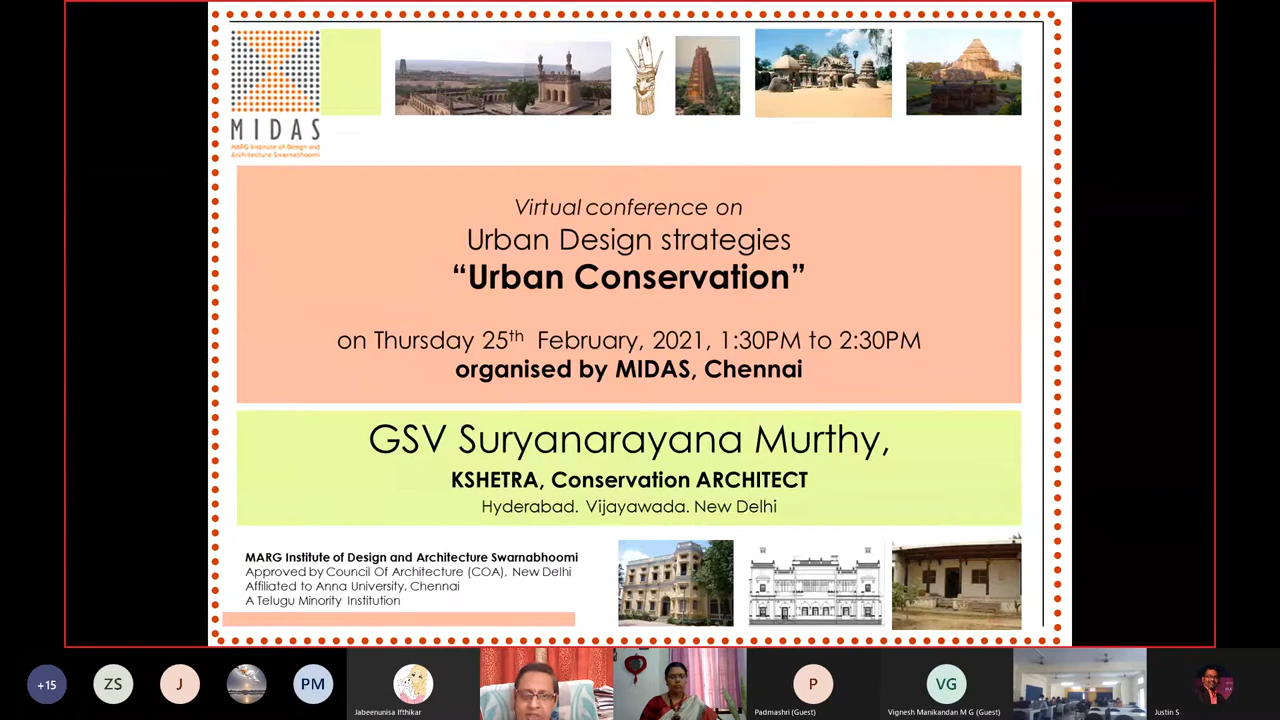 MIDAS
MARG Institute of Design and
Architecture Swarnabhoomi
Virtual conference on
Urban Design strategies
“Urban Conservation”
on Thursday 25th February, 2021, 1:30PM to 2:30PM
organised by MIDAS, Chennai
GSV Suryanarayana Murthy,
KSHETRA, Conservation ARCHITECT
Hyderabad. Vijayawada. New Delhi
MARG Institute of Design and Architecture Swarnabhoomi
Approved by Council Of Architecture (COA), New Delhi
Affiliated to Anna University, Chennai
A Telugu Minority Institution
+15
ZS
J
PM
P
VG
Jabeenunisa Ifthikar
Padmashri (Guest)
Vignesh Manikandan M G (Guest)
Justin S